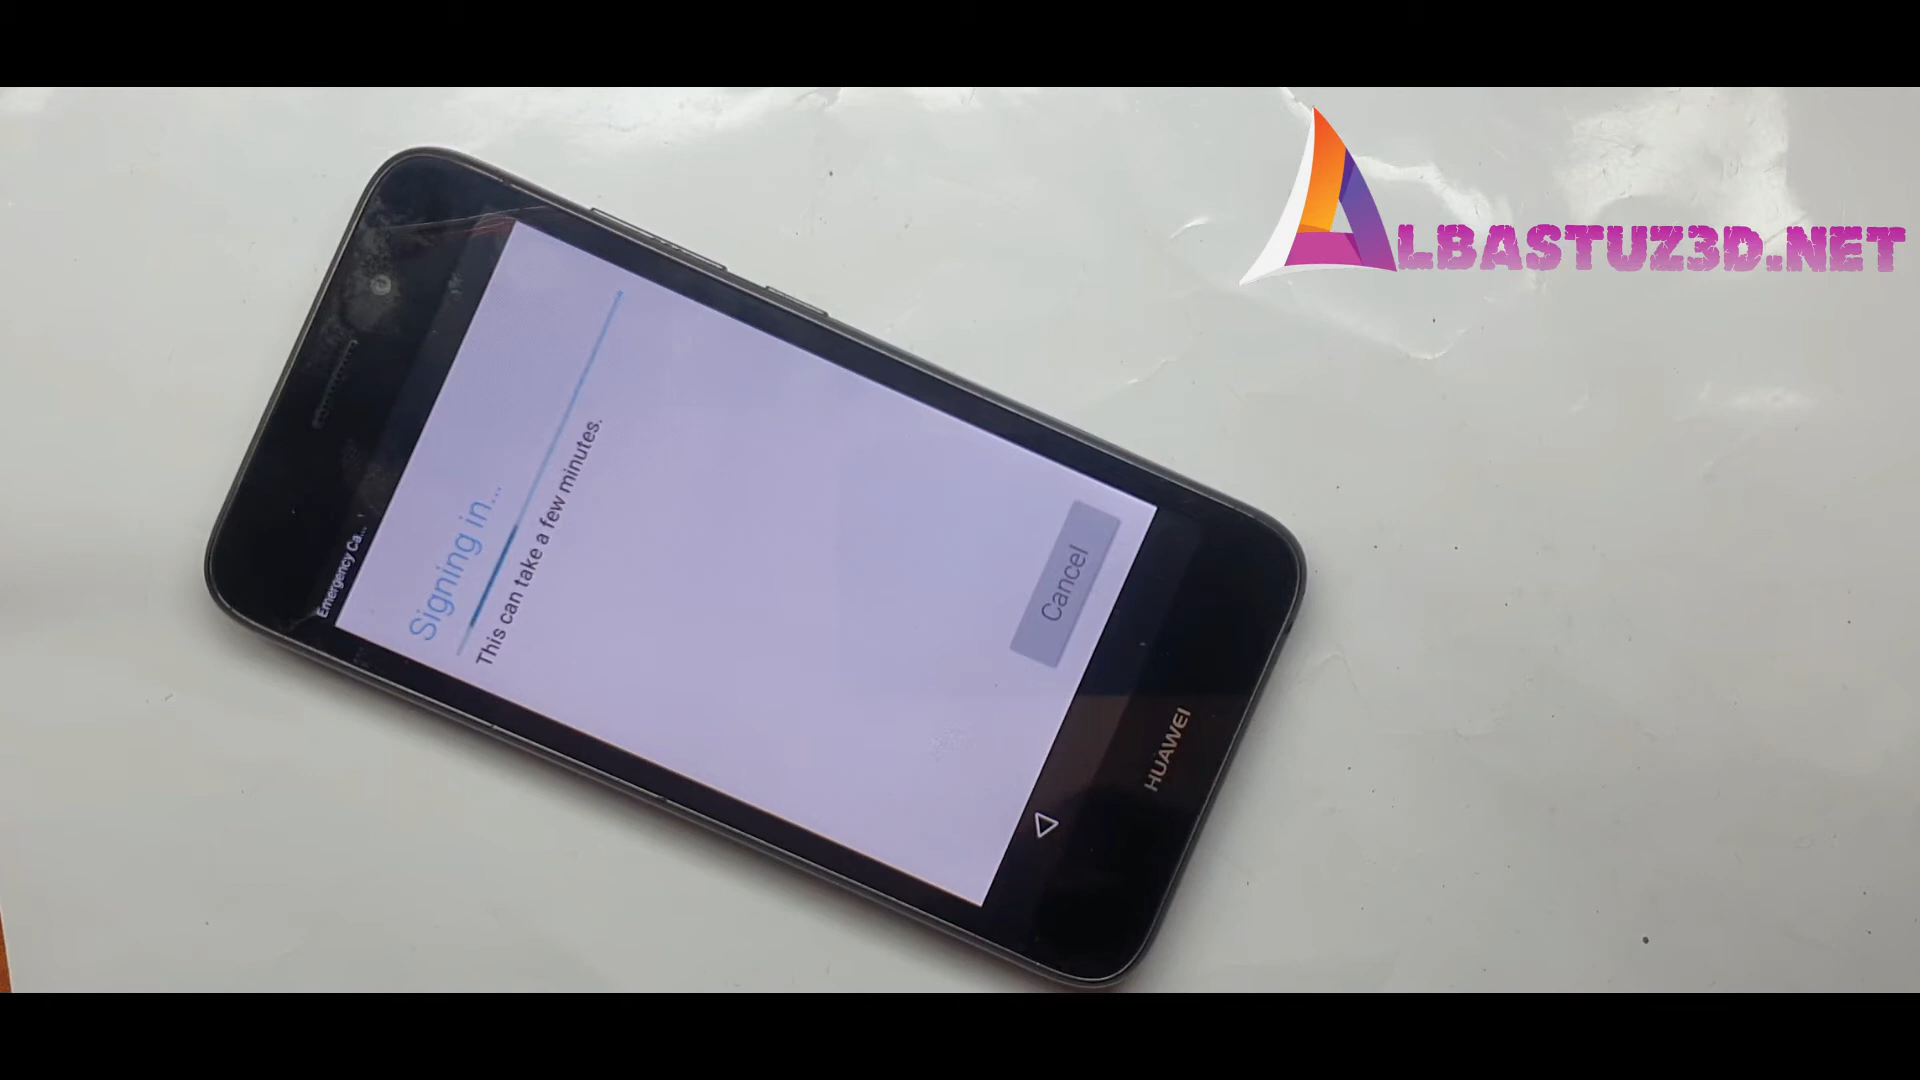 ALBASTUZ3D.NET
Emergency Ca...
Signing in...
This can take a few minutes.
Cancel
HUAWEI